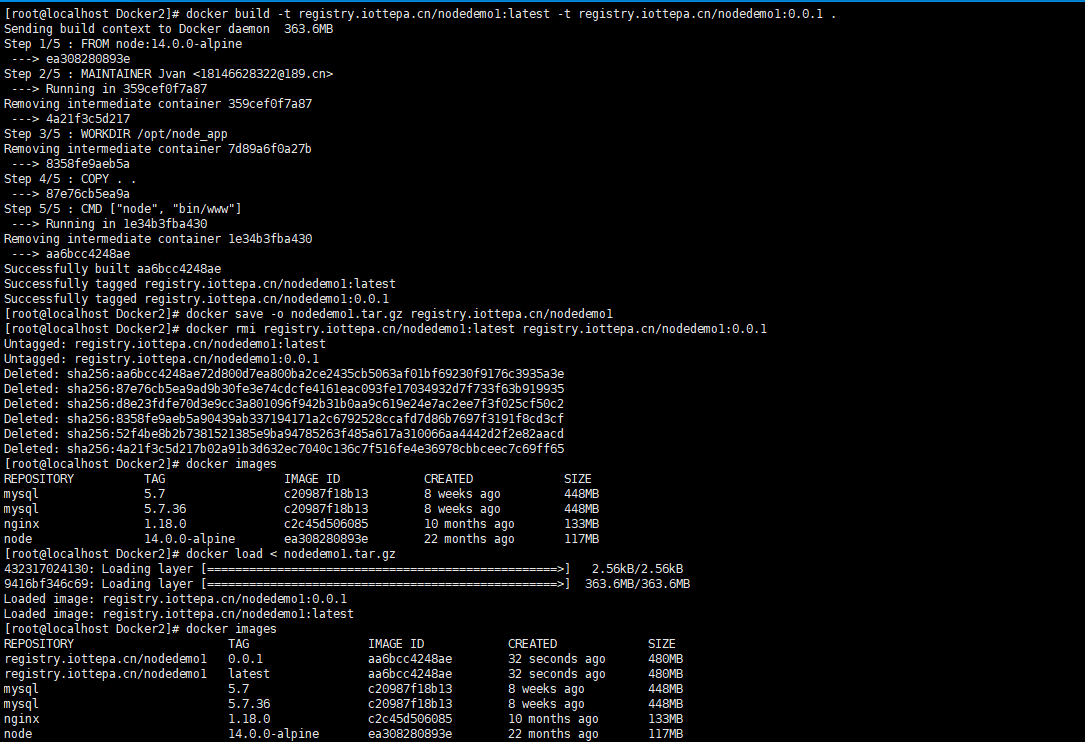 [root@localhost Docker2]# docker build -t registry.iottepa.cn/nodedemo1:latest -t registry.iottepa.cn/nodedemo1:0.0.1 .
Sending build context to Docker daemon  363.6MB
Step 1/5 : FROM node:14.0.0-alpine
 ---> ea308280893e
Step 2/5 : MAINTAINER Jvan <18146628322@189.cn>
 ---> Running in 359cef0f7a87
Removing intermediate container 359cef0f7a87
 ---> 4a21f3c5d217
Step 3/5 : WORKDIR /opt/node_app
Removing intermediate container 7d89a6f0a27b
 ---> 8358fe9aeb5a
Step 4/5 : COPY . .
 ---> 87e76cb5ea9a
Step 5/5 : CMD ["node", "bin/www"]
 ---> Running in 1e34b3fba430
Removing intermediate container 1e34b3fba430
 ---> aa6bcc4248ae
Successfully built aa6bcc4248ae
Successfully tagged registry.iottepa.cn/nodedemo1:latest
Successfully tagged registry.iottepa.cn/nodedemo1:0.0.1
[root@localhost Docker2]# docker save -o nodedemo1.tar.gz registry.iottepa.cn/nodedemo1
[root@localhost Docker2]# docker rmi registry.iottepa.cn/nodedemo1:latest registry.iottepa.cn/nodedemo1:0.0.1
Untagged: registry.iottepa.cn/nodedemo1:latest
Untagged: registry.iottepa.cn/nodedemo1:0.0.1
Deleted: sha256:aa6bcc4248ae72d800d7ea800ba2ce2435cb5063af01bf69230f9176c3935a3e
Deleted: sha256:87e76cb5ea9ad9b30fe3e74cdcfe4161eac093fe17034932d7f733f63b919935
Deleted: sha256:d8e23fdfe70d3e9cc3a801096f942b31b0aa9c619e24e7ac2ee7f3f025cf50c2
Deleted: sha256:8358fe9aeb5a90439ab337194171a2c6792528ccafd7d86b7697f3191f8cd3cf
Deleted: sha256:52f4be8b2b7381521385e9ba94785263f485a617a310066aa4442d2f2e82aacd
Deleted: sha256:4a21f3c5d217b02a91b3d632ec7040c136c7f516fe4e36978cbbceec7c69ff65
[root@localhost Docker2]# docker images
REPOSITORY          TAG                 IMAGE ID            CREATED             SIZE
mysql               5.7                 c20987f18b13        8 weeks ago         448MB
mysql               5.7.36              c20987f18b13        8 weeks ago         448MB
nginx               1.18.0              c2c45d506085        10 months ago       133MB
node                14.0.0-alpine       ea308280893e        22 months ago       117MB
[root@localhost Docker2]# docker load < nodedemo1.tar.gz
432317024130: Loading layer [==================================================>]   2.56kB/2.56kB
9416bf346c69: Loading layer [==================================================>]  363.6MB/363.6MB
Loaded image: registry.iottepa.cn/nodedemo1:0.0.1
Loaded image: registry.iottepa.cn/nodedemo1:latest
[root@localhost Docker2]# docker images
REPOSITORY                      TAG                 IMAGE ID            CREATED             SIZE
registry.iottepa.cn/nodedemo1   0.0.1               aa6bcc4248ae        32 seconds ago      480MB
registry.iottepa.cn/nodedemo1   latest              aa6bcc4248ae        32 seconds ago      480MB
mysql                           5.7                 c20987f18b13        8 weeks ago         448MB
mysql                           5.7.36              c20987f18b13        8 weeks ago         448MB
nginx                           1.18.0              c2c45d506085        10 months ago       133MB
node                            14.0.0-alpine       ea308280893e        22 months ago       117MB